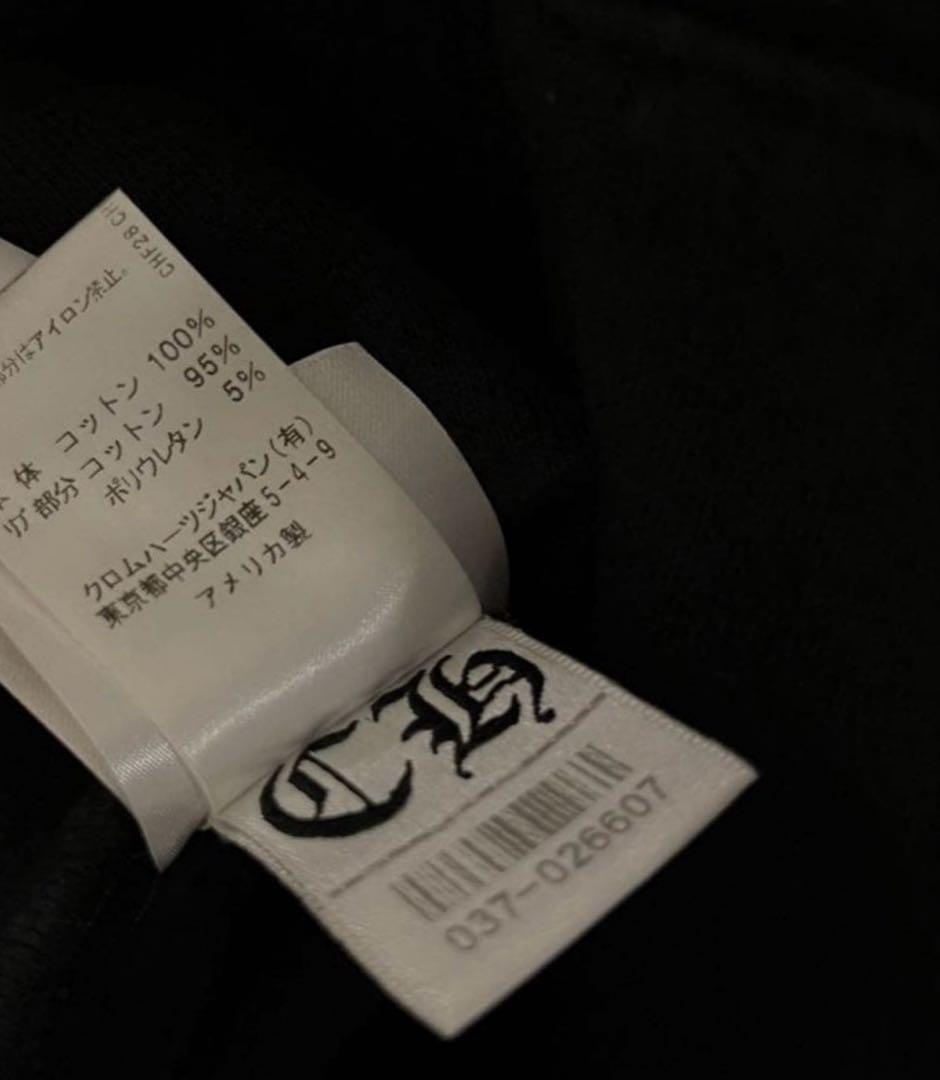 CHF28 CH
部分はアイロン禁止。
体 コットン 100%
リブ部分 コットン 95%
ポリウレタン 5%
クロムハーツジャパン(有)
東京都中央区銀座5-4-9
アメリカ製
CH
037-026607